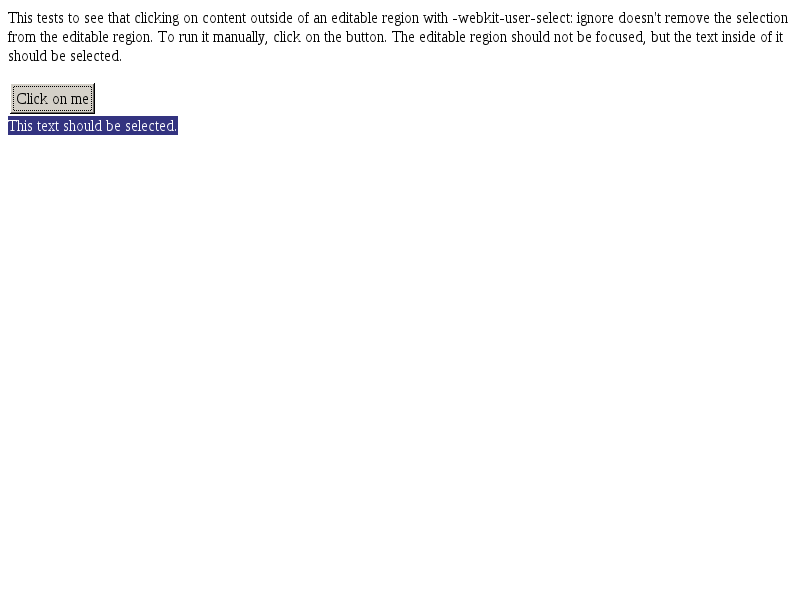 This tests to see that clicking on content outside of an editable region with -webkit-user-select: ignore doesn't remove the selection
from the editable region. To run it manually, click on the button. The editable region should not be focused, but the text inside of it
should be selected.
Click on me
This text should be selected.